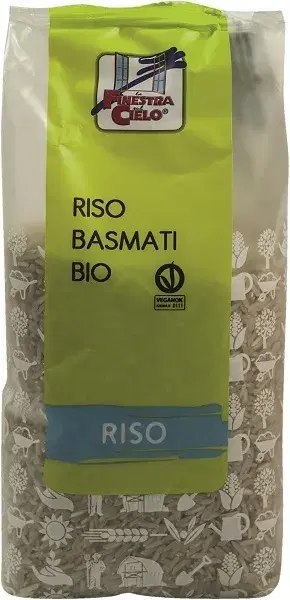 la
FINESTRA
sul
CIELO®
RISO
BASMATI
BIO
VEGANOK
RISO